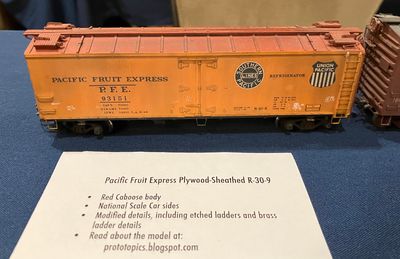 PACIFIC FRUIT EXPRESS
P.F.E.
93151
SOUTHERN
LINES
PACIFIC
REFRIGERATOR
UNION
PACIFIC
Pacific Fruit Express Plywood-Sheathed R-30-9
• Red Caboose body
• National Scale Car sides
• Modified details, including etched ladders and brass
ladder details
• Read about the model at:
prototopics.blogspot.com